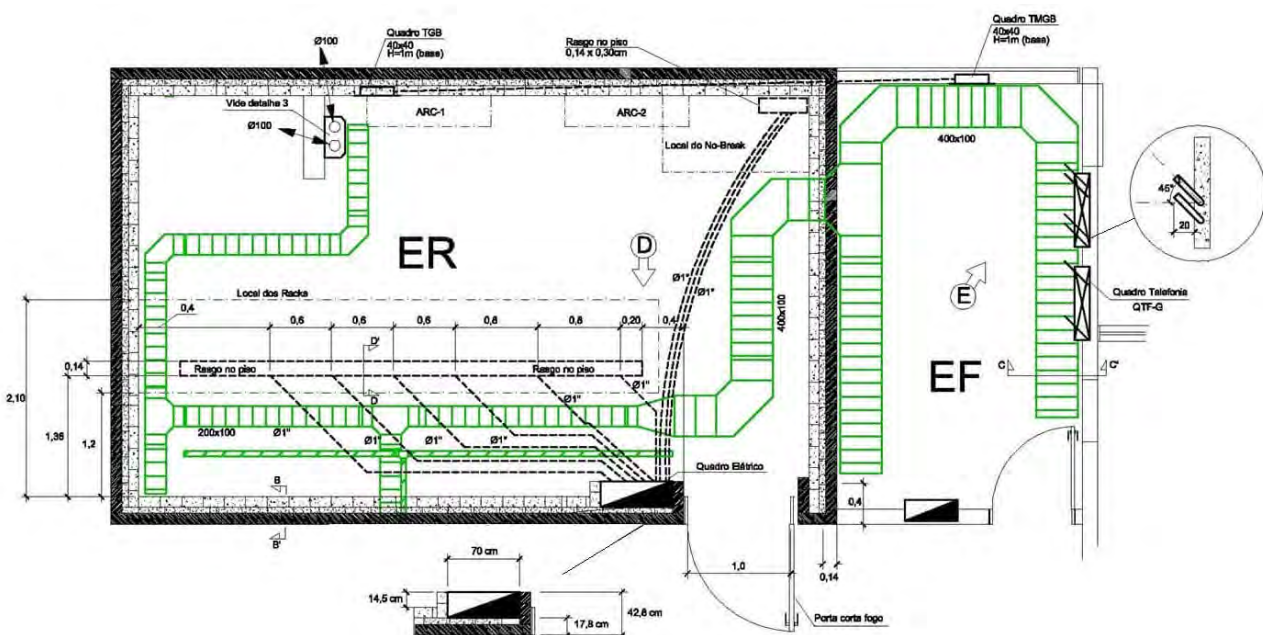 Quadro TGB
40x40
H=1m (base)
Quadro TMGB
40x40
H=1m (base)
Ø100
Rasgo no piso
0,14 x 0,30cm
Vide detalhe 3
Ø100
ARC-1
ARC-2
Local do No-Break
400x100
45°
20
ER
D
E
Ø1"
Ø1"
Quadro Telefonia
QTF-G
Local dos Racks
0,4
0,6
0,6
0,6
0,8
0,8
0,20
0,4
400x100
D'
Rasgo no piso
Rasgo no piso
0,14
D
Ø1"
Ø1"
EF
C
C'
2,10
1,35
1,2
200x100
Ø1"
Ø1"
Ø1"
Ø1"
Quadro Elétrico
B
B'
0,4
70 cm
1,0
0,14
14,5 cm
42,8 cm
17,8 cm
Porta corta fogo